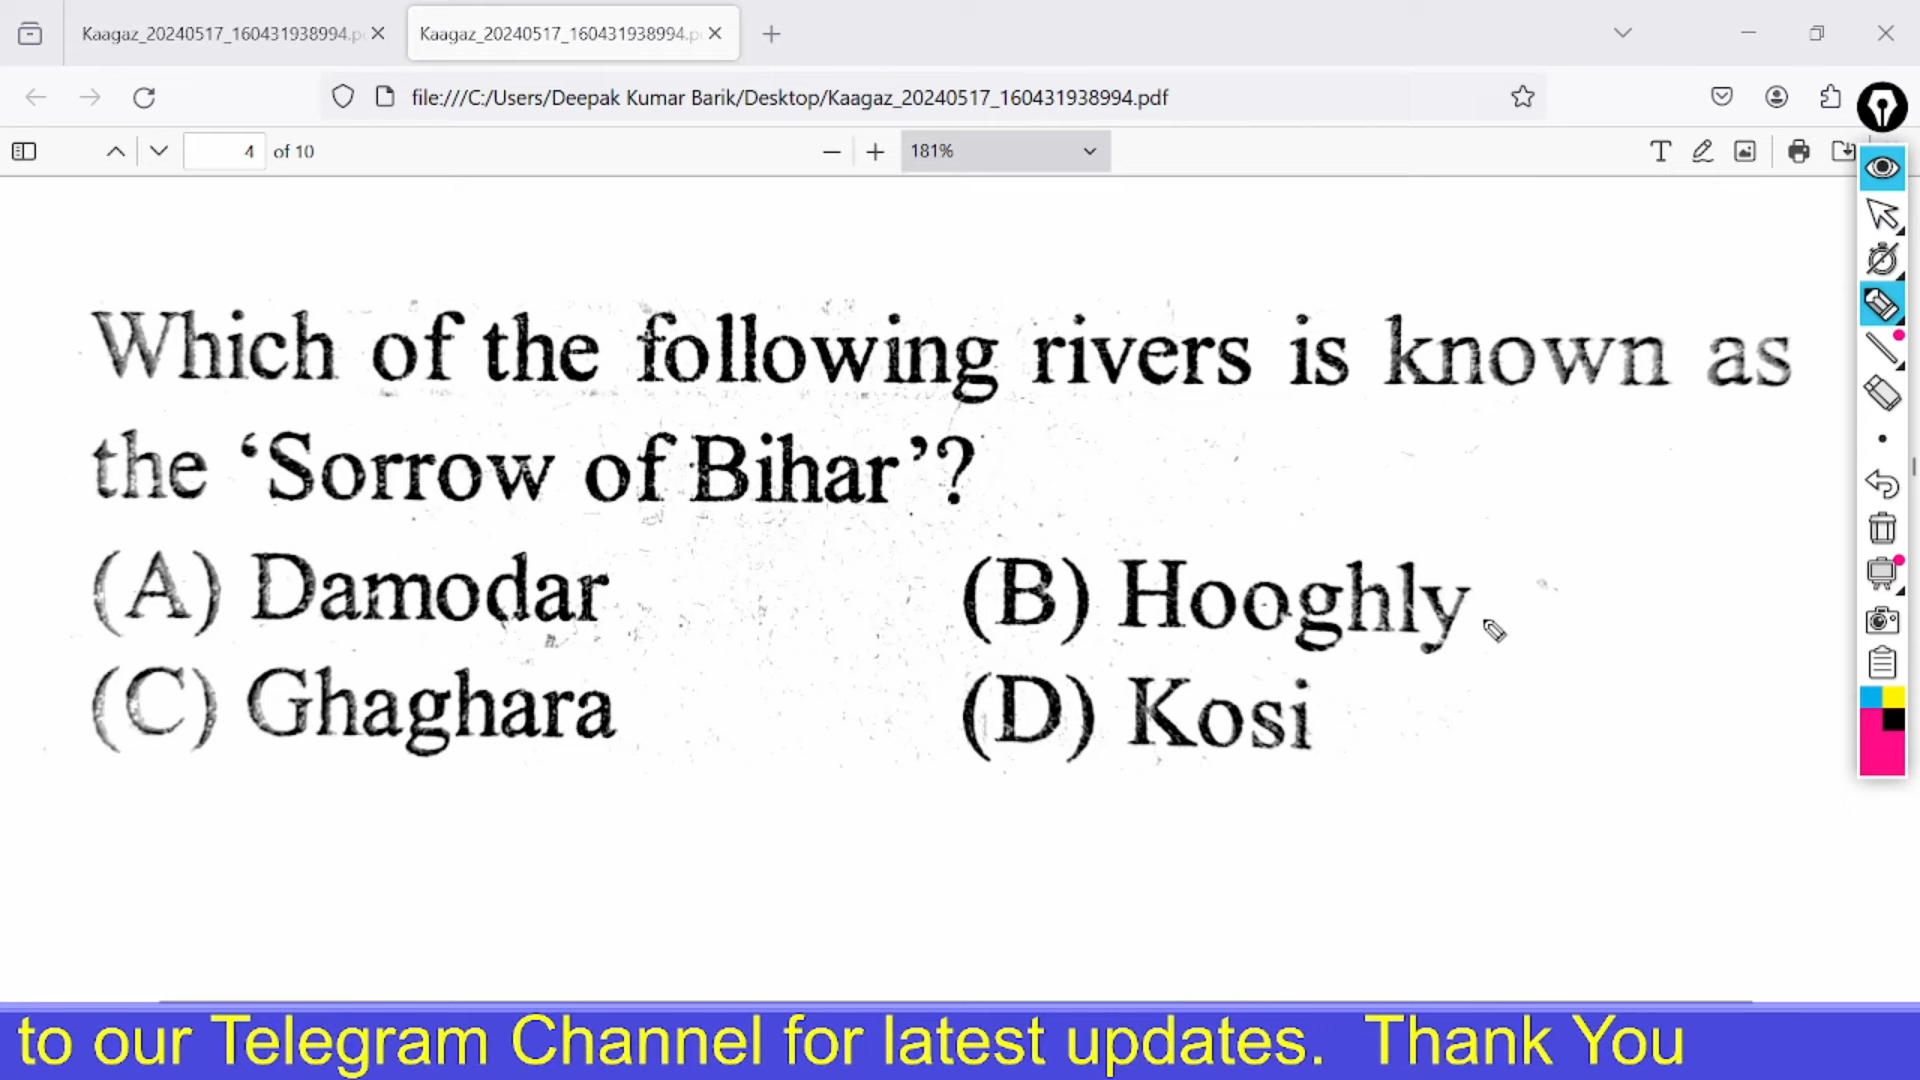 Kaagaz_20240517_160431938994.p
Kaagaz_20240517_160431938994.p
file:///C:/Users/Deepak Kumar Barik/Desktop/Kaagaz_20240517_160431938994.pdf
4 of 10
181%
Which of the following rivers is known as
the ‘Sorrow of Bihar’?
(A) Damodar (B) Hooghly
(C) Ghaghara (D) Kosi
to our Telegram Channel for latest updates. Thank You